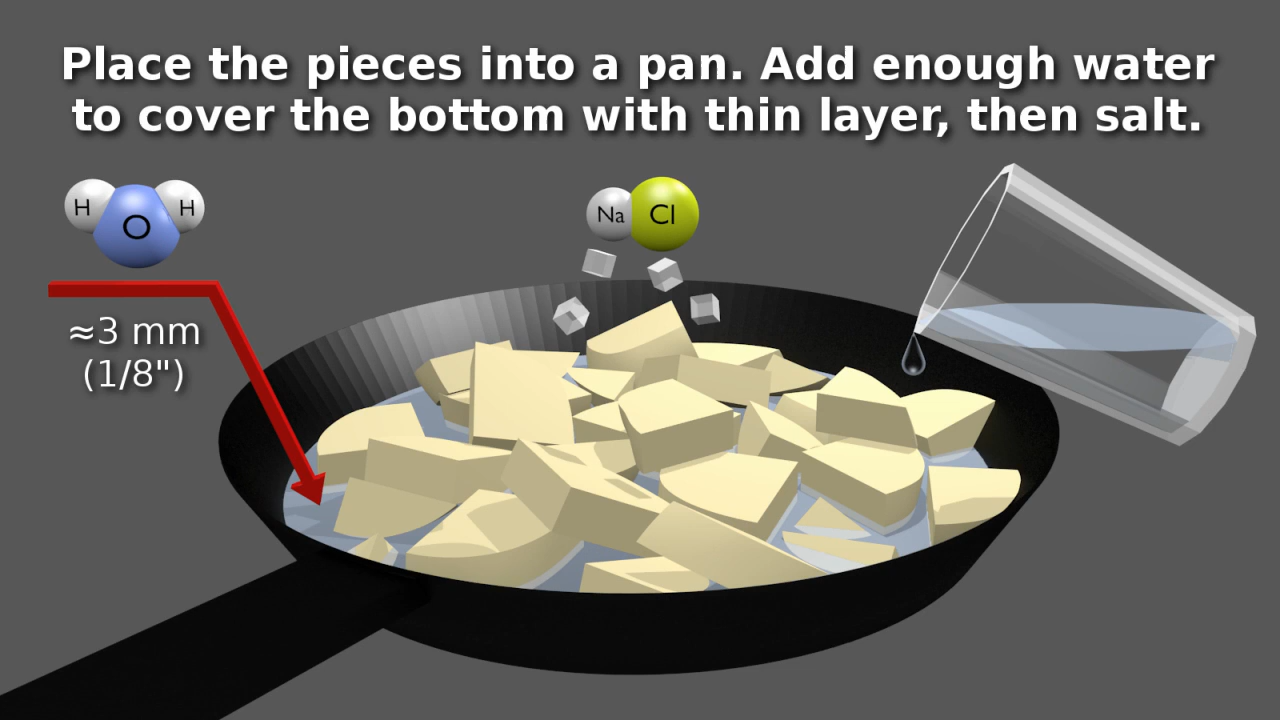 Place the pieces into a pan. Add enough water
to cover the bottom with thin layer, then salt.
H O H
Na Cl
≈3 mm
(1/8")